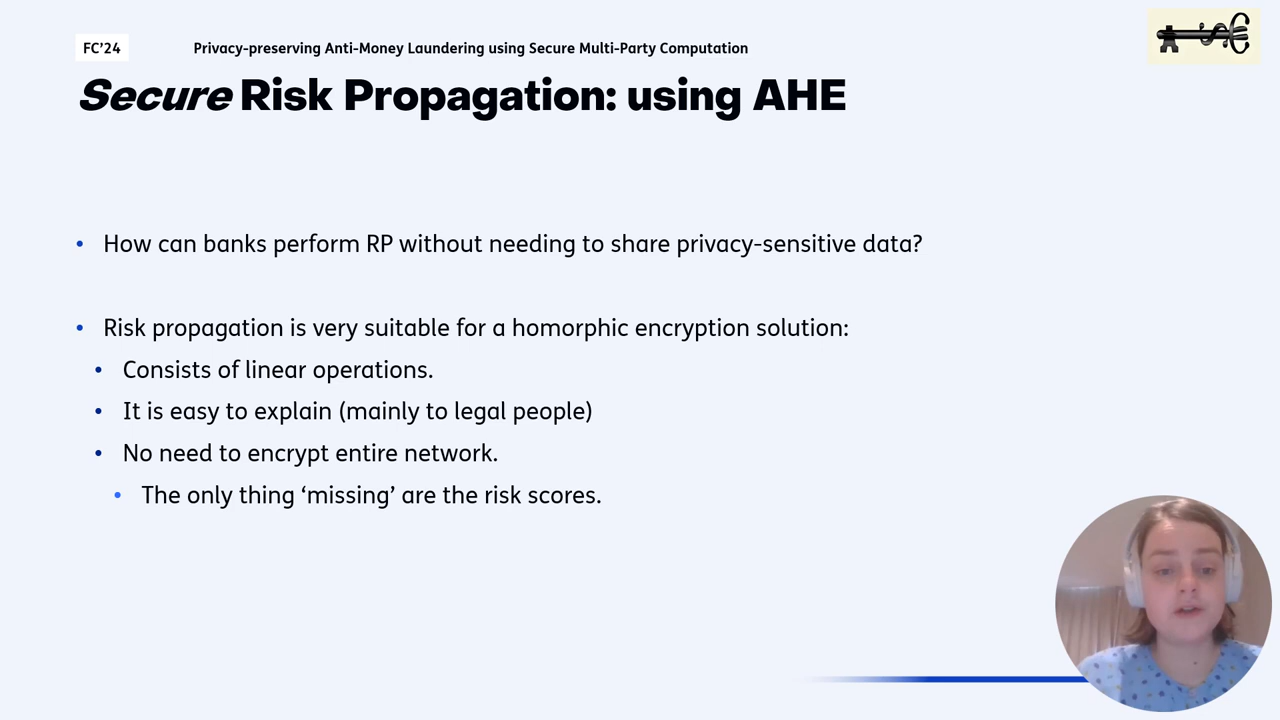 FC’24
Privacy-preserving Anti-Money Laundering using Secure Multi-Party Computation
Secure Risk Propagation: using AHE
• How can banks perform RP without needing to share privacy-sensitive data?
• Risk propagation is very suitable for a homorphic encryption solution:
• Consists of linear operations.
• It is easy to explain (mainly to legal people)
• No need to encrypt entire network.
• The only thing ‘missing’ are the risk scores.